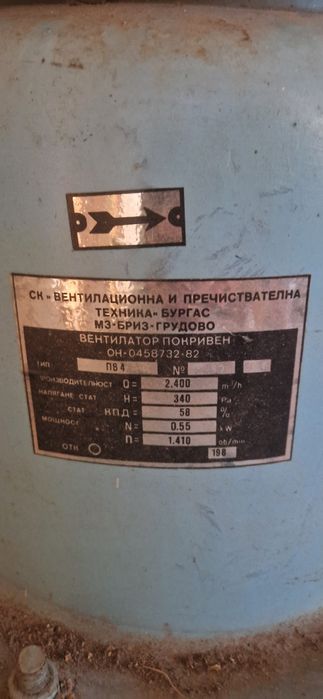 СК „ВЕНТИЛАЦИОННА И ПРЕЧИСТВАТЕЛНА
ТЕХНИКА“ БУРГАС
МЗ-БРИЗ-ГРУДОВО
ВЕНТИЛАТОР ПОКРИВЕН
ОН-0458732-82
ТИП ПВ 4 №
ПРОИЗВОДИТЕЛНОСТ Q= 2.400 m³/h
НАЛЯГАНЕ СТАТ H= 340 Pa
СТАТ КПД= 58 %
МОЩНОСТ N= 0.55 kW
n= 1.410 ob/min
ОТК 198